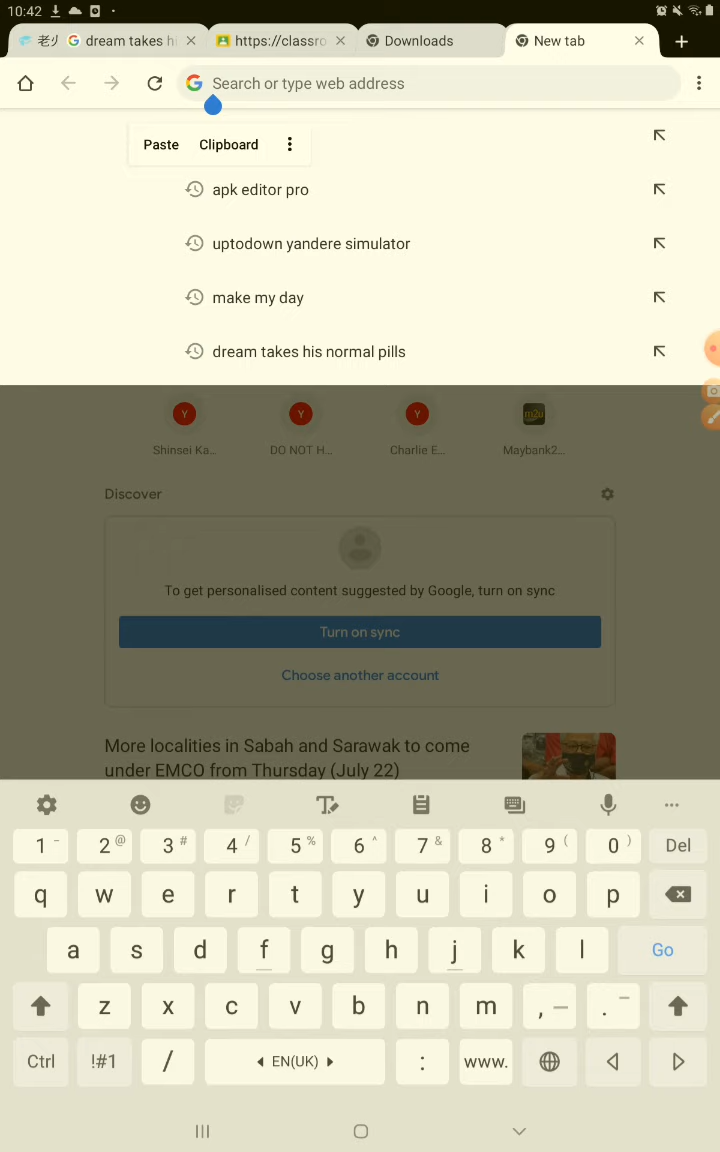 10:42
老火 dream takes hi https://classro Downloads New tab
Search or type web address
Paste Clipboard
apk editor pro
uptodown yandere simulator
make my day
dream takes his normal pills
Y Y Y m2u
Shinsei Ka... DO NOT H... Charlie E... Maybank2...
Discover
To get personalised content suggested by Google, turn on sync
Turn on sync
Choose another account
More localities in Sabah and Sarawak to come
under EMCO from Thursday (July 22)
1 - 2 @ 3 # 4 / 5 % 6 ^ 7 & 8 * 9 ( 0 ) Del
q w e r t y u i o p
a s d f g h j k l Go
z x c v b n m , .
Ctrl !#1 / EN(UK) : www.